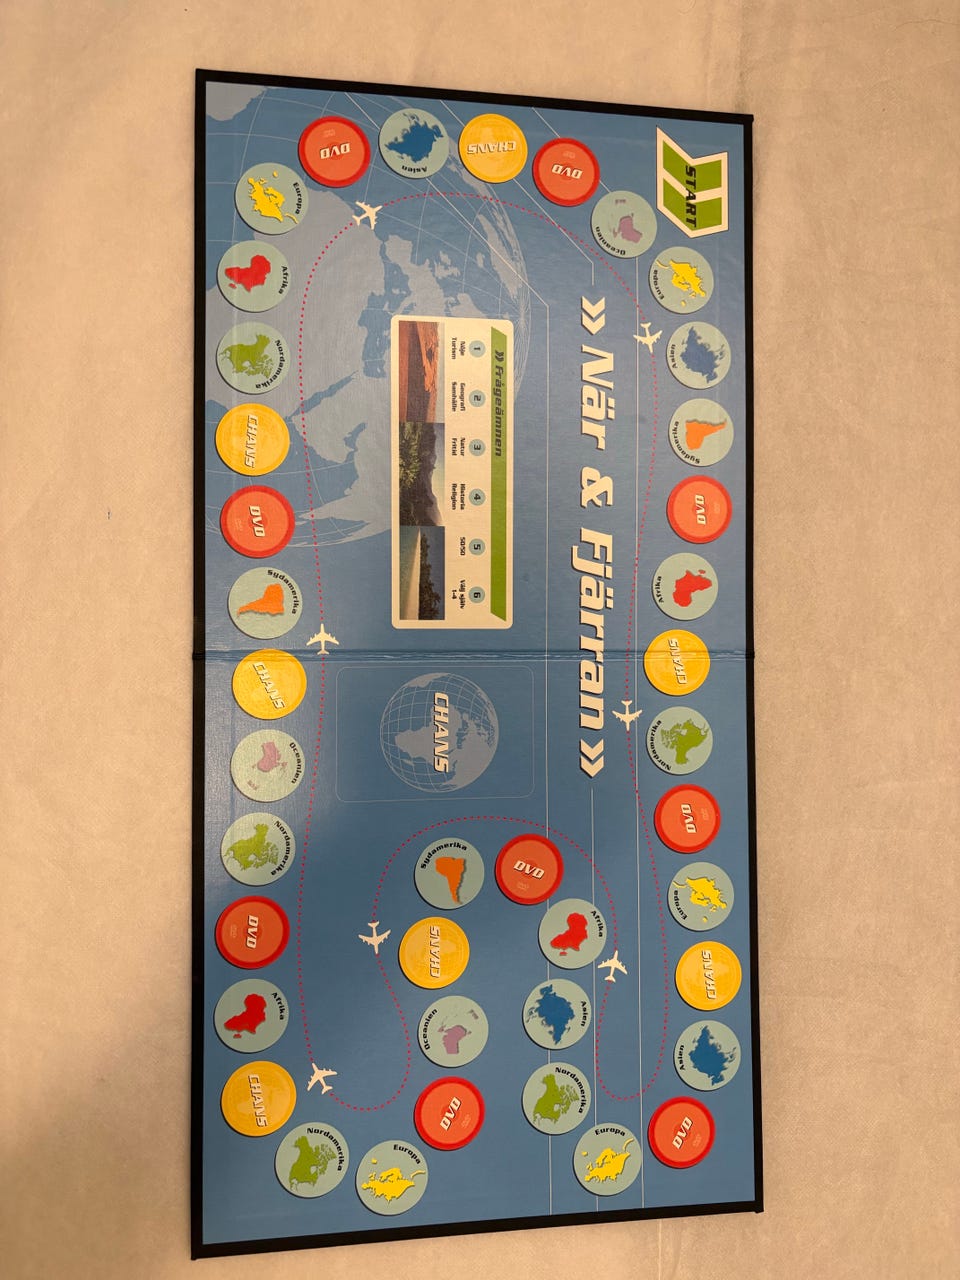 START
» När & Fjärran »
» Frågeämnen
1
Nöje
Turism
2
Geografi
Samhälle
3
Natur
Fritid
4
Historia
Religion
5
SO50
6
Välj själv
1-4
CHANS
Europa
Asien
Sydamerika
DVD
Afrika
CHANS
Nordamerika
DVD
Europa
CHANS
Asien
DVD
Europa
Nordamerika
Asien
Afrika
DVD
Sydamerika
CHANS
Oceanien
DVD
Europa
Nordamerika
CHANS
Afrika
DVD
Nordamerika
Oceanien
CHANS
Sydamerika
DVD
CHANS
Nordamerika
Afrika
Europa
DVD
Asien
CHANS
DVD
Oceanien